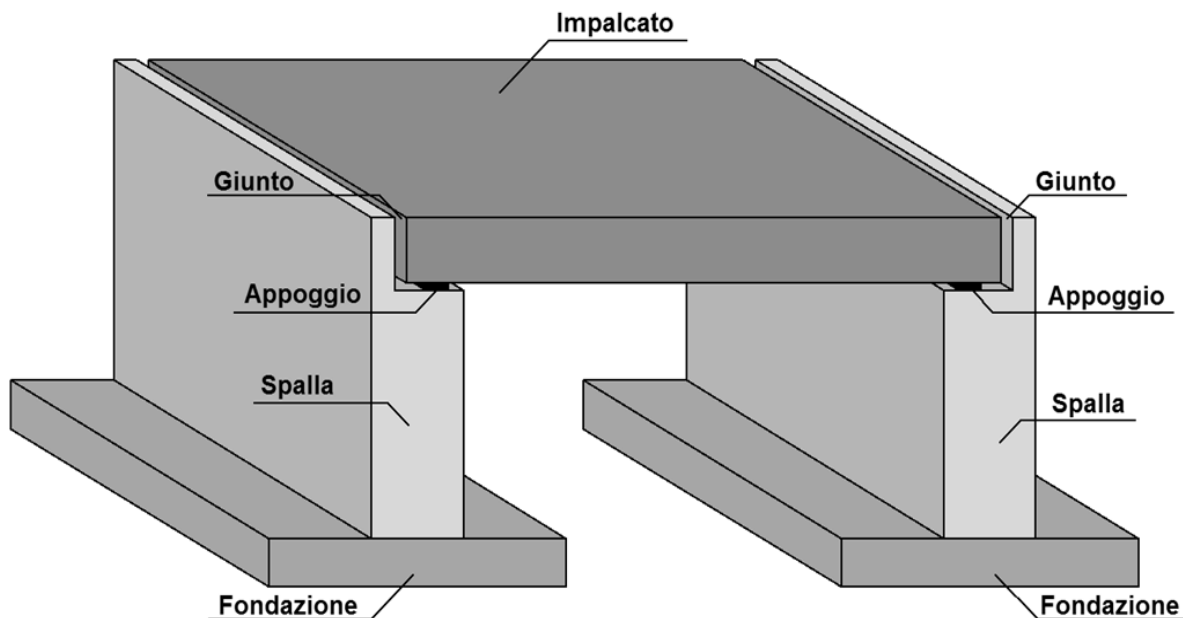 Impalcato
Giunto
Giunto
Appoggio
Appoggio
Spalla
Spalla
Fondazione
Fondazione